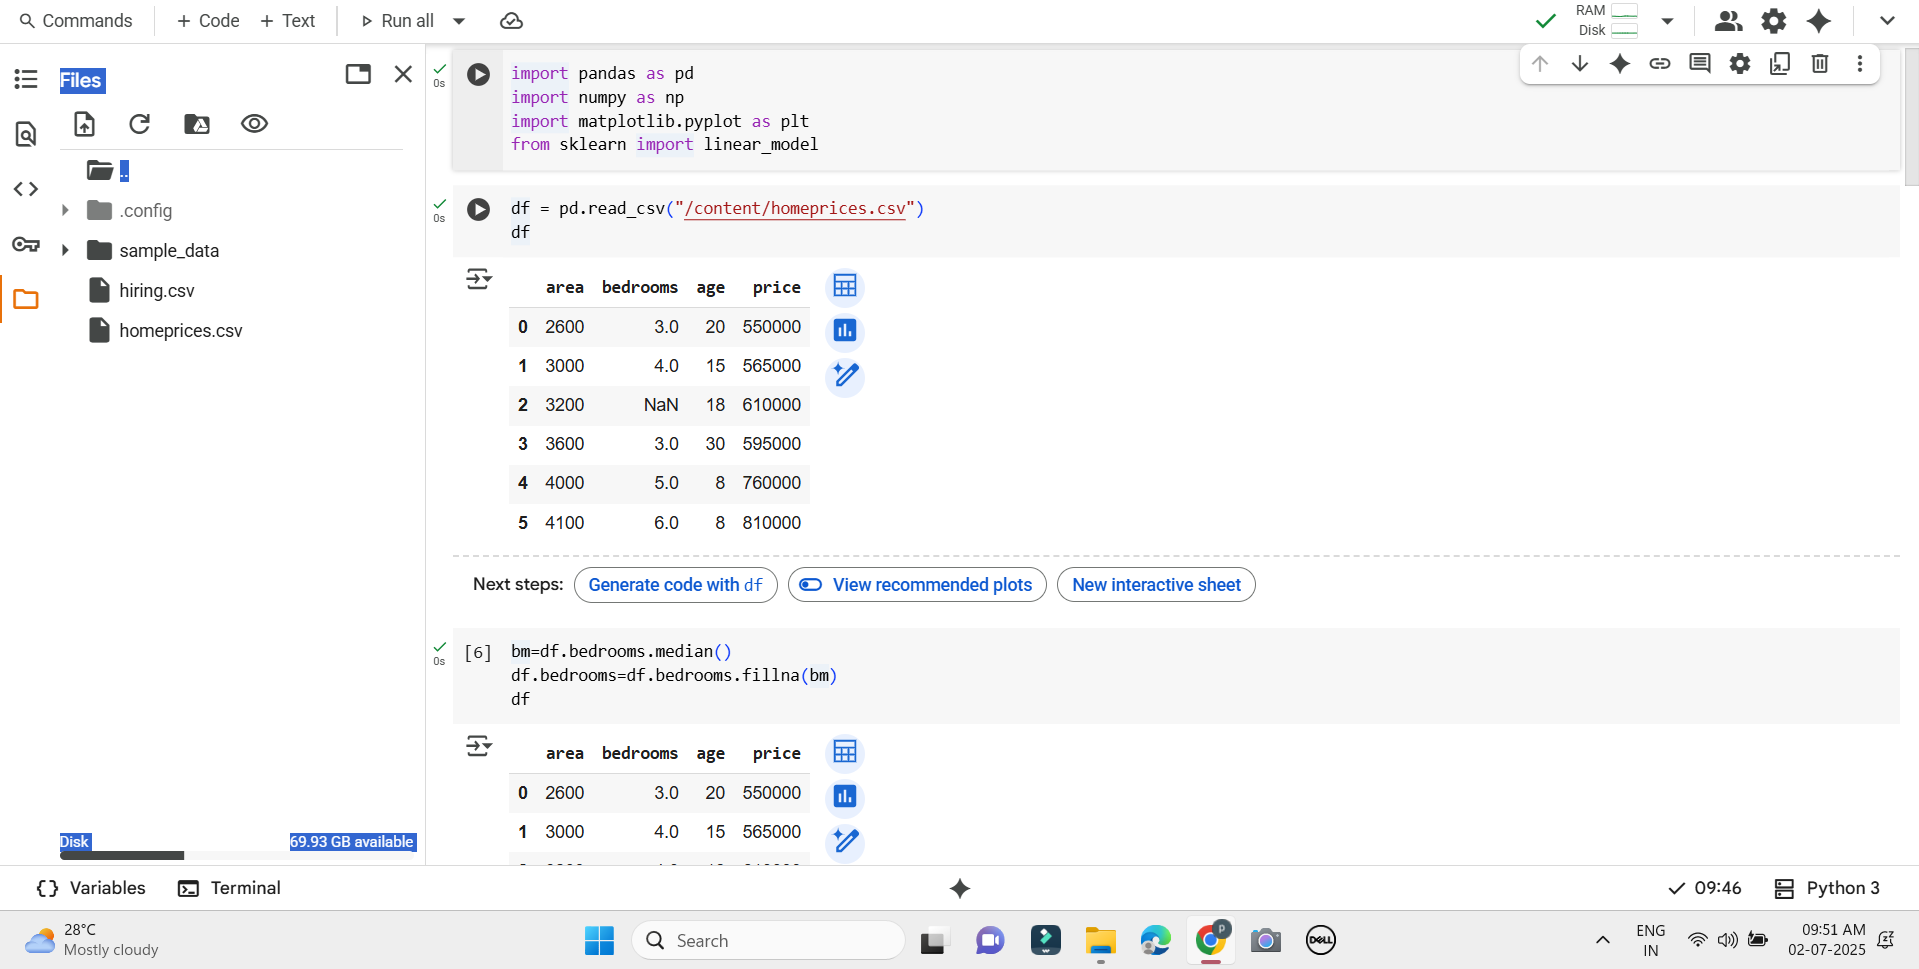 Commands
+ Code
+ Text
Run all
RAM
Disk
Files
..
.config
sample_data
hiring.csv
homeprices.csv
Disk
69.93 GB available
0s
import pandas as pd
import numpy as np
import matplotlib.pyplot as plt
from sklearn import linear_model
0s
df = pd.read_csv("/content/homeprices.csv")
df
area bedrooms age price
0 2600 3.0 20 550000
1 3000 4.0 15 565000
2 3200 NaN 18 610000
3 3600 3.0 30 595000
4 4000 5.0 8 760000
5 4100 6.0 8 810000
Next steps: Generate code with df View recommended plots New interactive sheet
0s
[6] bm=df.bedrooms.median()
df.bedrooms=df.bedrooms.fillna(bm)
df
area bedrooms age price
0 2600 3.0 20 550000
1 3000 4.0 15 565000
Variables
Terminal
09:46
Python 3
28°C
Mostly cloudy
Search
P
DELL
ENG
IN
09:51 AM
02-07-2025